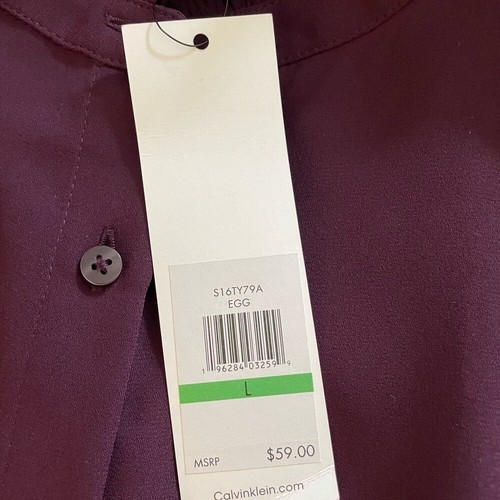 S16TY79A
EGG
1 96284 03259 9
L
MSRP $59.00
Calvinklein.com